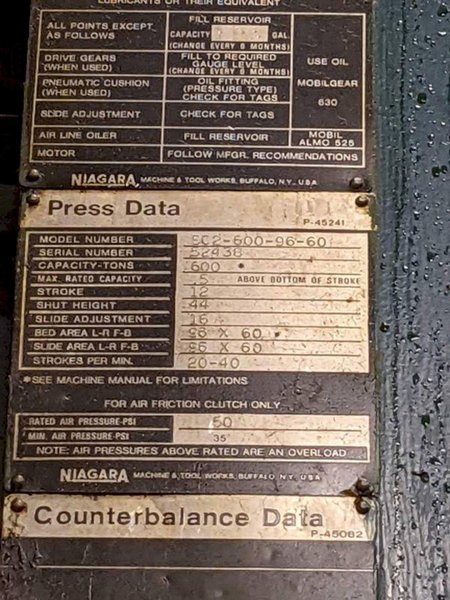 LUBRICANTS OR THEIR EQUIVALENT
ALL POINTS EXCEPT AS FOLLOWS
FILL RESERVOIR
CAPACITY GAL.
(CHANGE EVERY 6 MONTHS)
USE OIL
MOBILGEAR
630
DRIVE GEARS (WHEN USED)
FILL TO REQUIRED GAUGE LEVEL
(CHANGE EVERY 6 MONTHS)
PNEUMATIC CUSHION (WHEN USED)
OIL FITTING
(PRESSURE TYPE)
CHECK FOR TAGS
SLIDE ADJUSTMENT CHECK FOR TAGS
AIR LINE OILER FILL RESERVOIR MOBIL ALMO 525
MOTOR FOLLOW MFGR. RECOMMENDATIONS
NIAGARA MACHINE & TOOL WORKS, BUFFALO, N.Y., U.S.A.
Press Data P-45241
MODEL NUMBER SC2-600-96-60
SERIAL NUMBER 52438
CAPACITY-TONS 600 *
MAX. RATED CAPACITY .5 ABOVE BOTTOM OF STROKE
STROKE 12
SHUT HEIGHT 44
SLIDE ADJUSTMENT 16
BED AREA L-R F-B 96 X 60
SLIDE AREA L-R F-B 96 X 60
STROKES PER MIN. 20-40
*SEE MACHINE MANUAL FOR LIMITATIONS
FOR AIR FRICTION CLUTCH ONLY
RATED AIR PRESSURE-PSI 50
MIN. AIR PRESSURE-PSI 35
NOTE: AIR PRESSURES ABOVE RATED ARE AN OVERLOAD
NIAGARA MACHINE & TOOL WORKS, BUFFALO, N.Y. U.S.A.
Counterbalance Data
P-45082